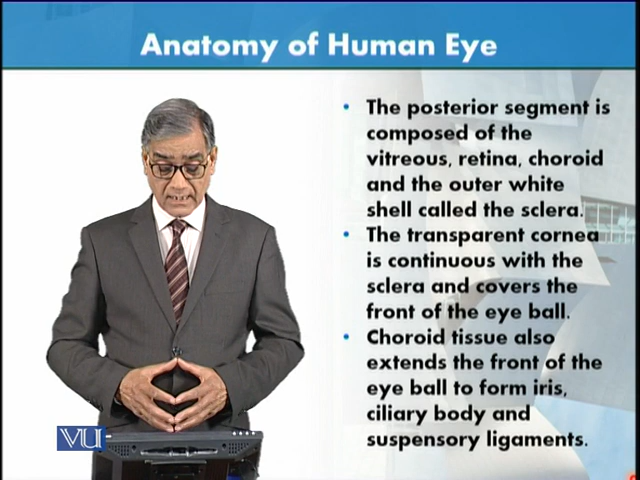 Anatomy of Human Eye
• The posterior segment is
composed of the
vitreous, retina, choroid
and the outer white
shell called the sclera.
• The transparent cornea
is continuous with the
sclera and covers the
front of the eye ball.
• Choroid tissue also
extends the front of the
eye ball to form iris,
ciliary body and
suspensory ligaments.
VU